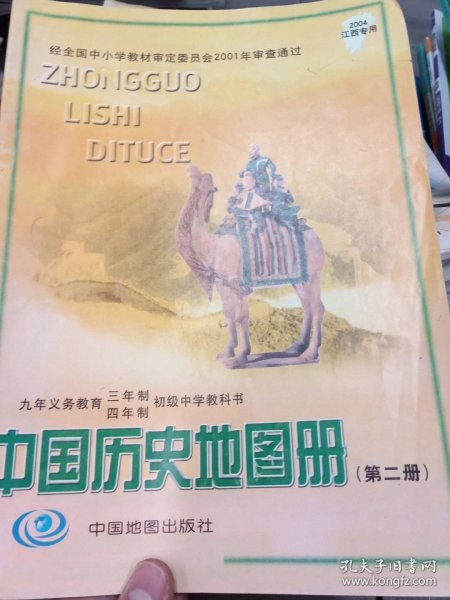 2004
江西专用
经全国中小学教材审定委员会2001年审查通过
ZHONGGUO
LISHI
DITUCE
九年义务教育 三年制 初级中学教科书
四年制
中国历史地图册(第二册)
中国地图出版社
孔夫子旧书网
www.kongfz.com